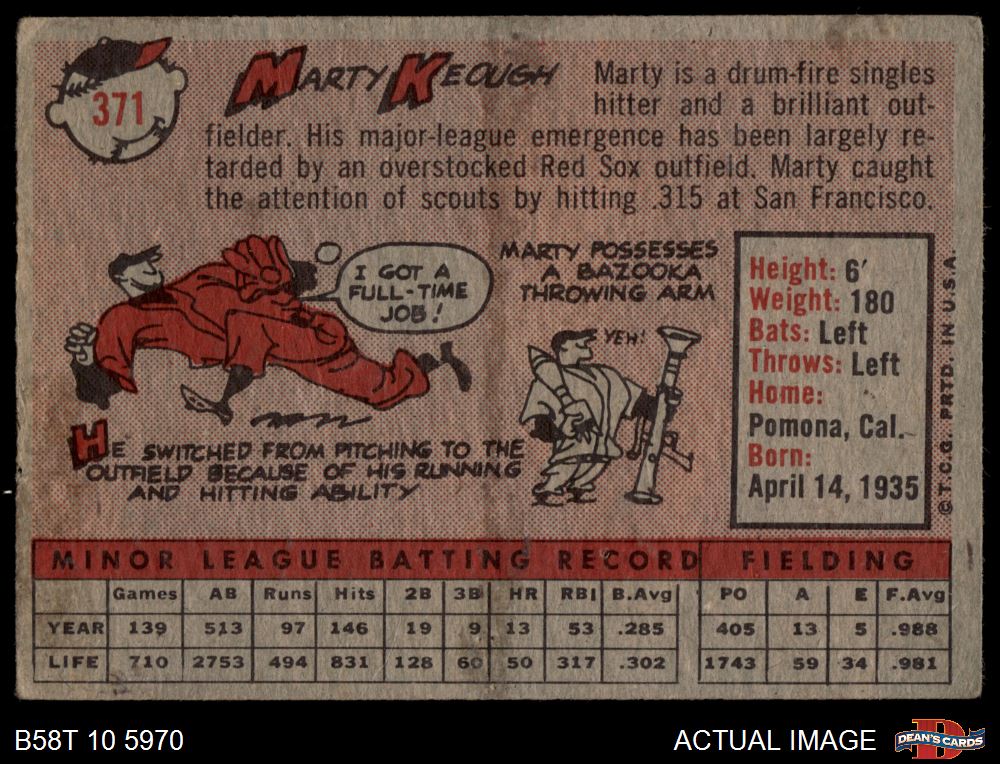 371
MARTY KEOUGH
Marty is a drum-fire singles
hitter and a brilliant out-
fielder. His major-league emergence has been largely re-
tarded by an overstocked Red Sox outfield. Marty caught
the attention of scouts by hitting .315 at San Francisco.
I GOT A
FULL-TIME
JOB!
HE SWITCHED FROM PITCHING TO THE
OUTFIELD BECAUSE OF HIS RUNNING
AND HITTING ABILITY
MARTY POSSESSES
A BAZOOKA
THROWING ARM
YEH!
Height: 6'
Weight: 180
Bats: Left
Throws: Left
Home:
Pomona, Cal.
Born:
April 14, 1935
© T.C.G. PRTD. IN U.S.A.
MINOR LEAGUE BATTING RECORD FIELDING
Games AB Runs Hits 2B 3B HR RBI B.Avg PO A E F.Avg
YEAR 139 513 97 146 19 9 13 53 .285 405 13 5 .988
LIFE 710 2753 494 831 128 60 50 317 .302 1743 59 34 .981
B58T 10 5970
ACTUAL IMAGE
DEAN'S CARDS